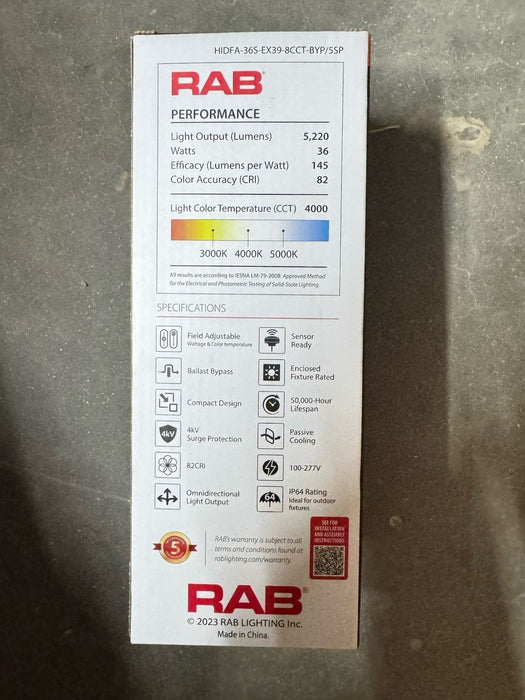 HIDFA-36S-EX39-8CCT-BYP/5SP
RAB®
PERFORMANCE
Light Output (Lumens) 5,220
Watts 36
Efficacy (Lumens per Watt) 145
Color Accuracy (CRI) 82
Light Color Temperature (CCT) 4000
3000K 4000K 5000K
All results are according to IESNA LM-79-2008: Approved Method
for the Electrical and Photometric Testing of Solid-State Lighting.
SPECIFICATIONS
Field Adjustable
Wattage & Color temperature
Sensor
Ready
Ballast Bypass
Enclosed
Fixture Rated
Compact Design
50,000-Hour
Lifespan
4kV
4kV
Surge Protection
Passive
Cooling
82CRI
100-277V
Omnidirectional
Light Output
64
IP64 Rating
Ideal for outdoor
fixtures
5
RAB's warranty is subject to all
terms and conditions found at
rablighting.com/warranty.
SEE FOR
INSTALLATION
AND ASSEMBLY
INSTRUCTIONS
RAB®
© 2023 RAB LIGHTING Inc.
Made in China.